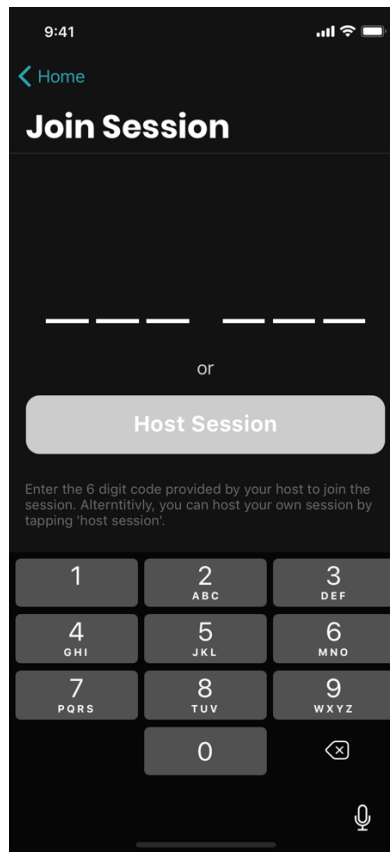 9:41
Home
Join Session
or
Host Session
Enter the 6 digit code provided by your host to join the
session. Alterntitivly, you can host your own session by
tapping 'host session'.
1 2 3
ABC DEF
4 5 6
GHI JKL MNO
7 8 9
PQRS TUV WXYZ
0